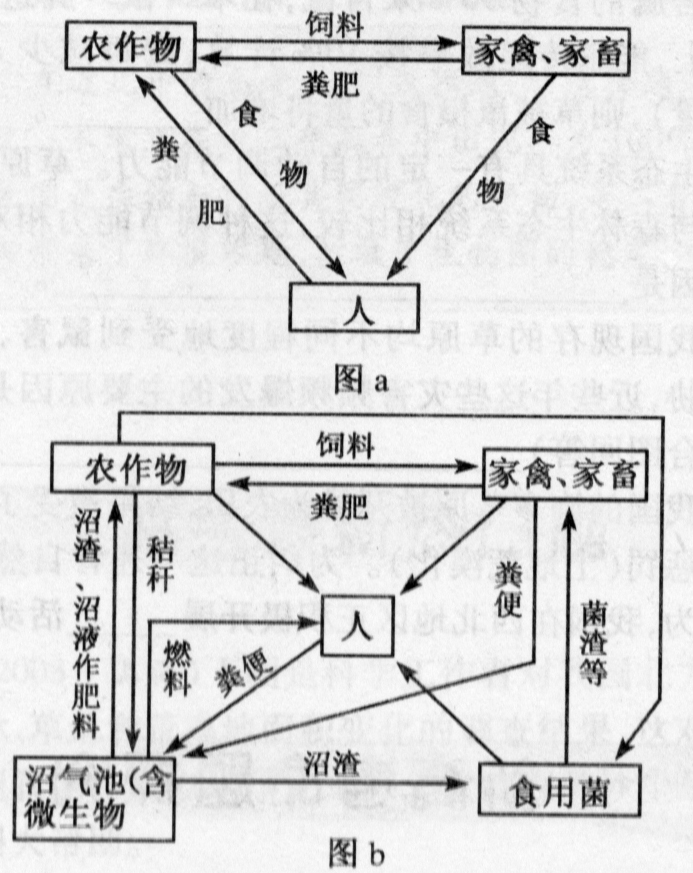 饲料
农作物
家禽、家畜
粪肥
食物
粪肥
食物
人
图 a
农作物
饲料
家禽、家畜
粪肥
沼渣、沼液作肥料
秸秆
燃料
粪便
人
粪便
菌渣等
沼气池(含
微生物
沼渣
食用菌
图 b